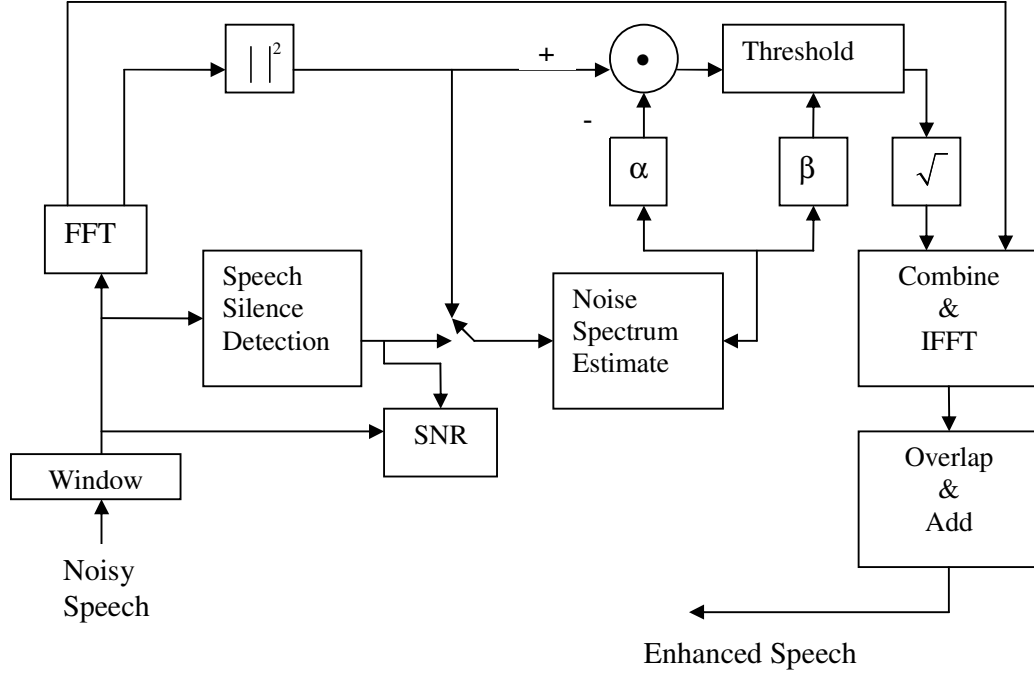 | |²
+
•
Threshold
-
α
β
√
FFT
Speech
Silence
Detection
Noise
Spectrum
Estimate
Combine
&
IFFT
SNR
Window
Overlap
&
Add
Noisy
Speech
Enhanced Speech